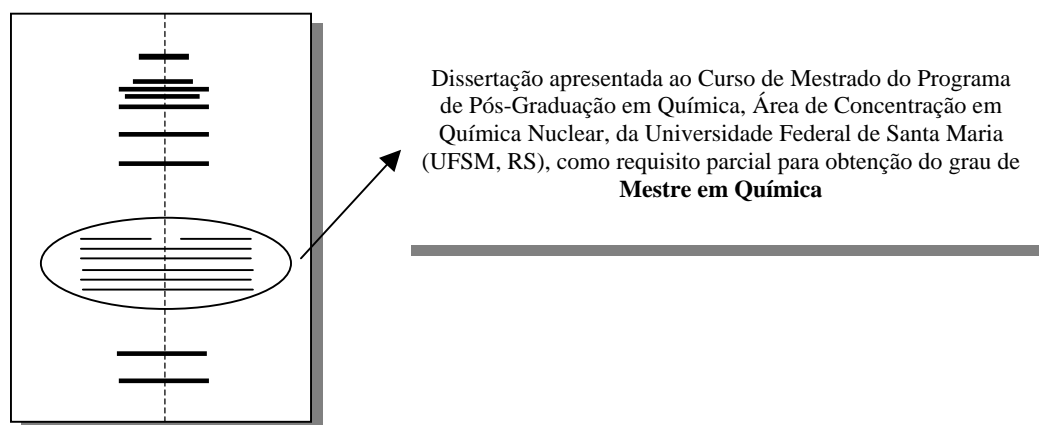 Dissertação apresentada ao Curso de Mestrado do Programa
de Pós-Graduação em Química, Área de Concentração em
Química Nuclear, da Universidade Federal de Santa Maria
(UFSM, RS), como requisito parcial para obtenção do grau de
Mestre em Química